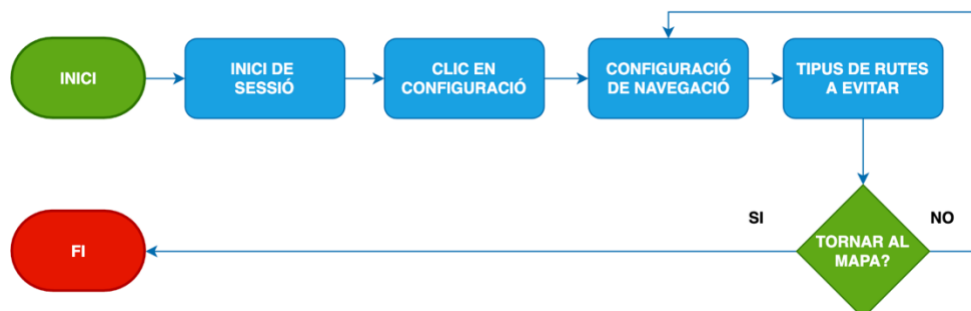 INICI
INICI DE
SESSIÓ
CLIC EN
CONFIGURACIÓ
CONFIGURACIÓ
DE NAVEGACIÓ
TIPUS DE RUTES
A EVITAR
SI
NO
FI
TORNAR AL
MAPA?